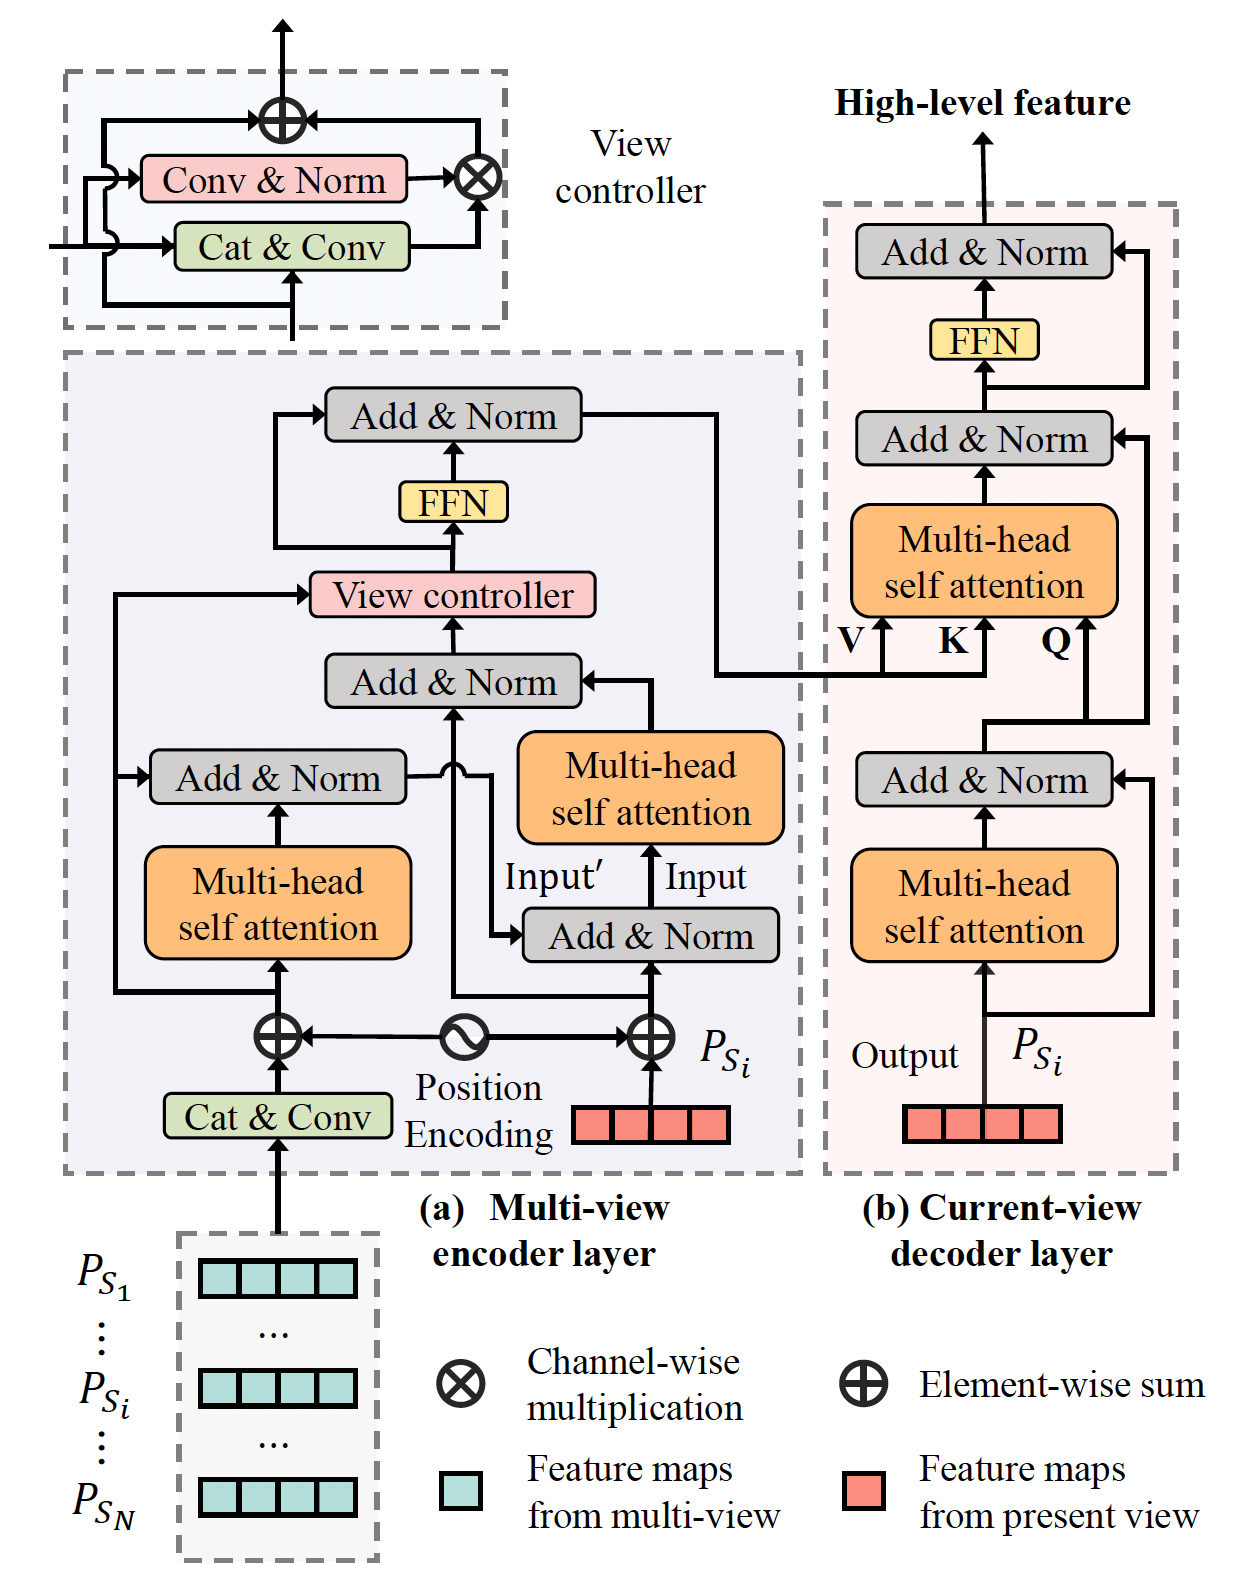 View
controller
Conv & Norm
Cat & Conv
High-level feature
Add & Norm
FFN
Add & Norm
Multi-head
self attention
V
K
Q
Add & Norm
Multi-head
self attention
Output
P_{S_i}
(b) Current-view
decoder layer
Add & Norm
FFN
View controller
Add & Norm
Add & Norm
Multi-head
self attention
Multi-head
self attention
Input′
Input
Add & Norm
Position
Encoding
P_{S_i}
Cat & Conv
(a) Multi-view
encoder layer
P_{S_1}
⋮
...
P_{S_i}
⋮
...
P_{S_N}
Channel-wise
multiplication
Element-wise sum
Feature maps
from multi-view
Feature maps
from present view